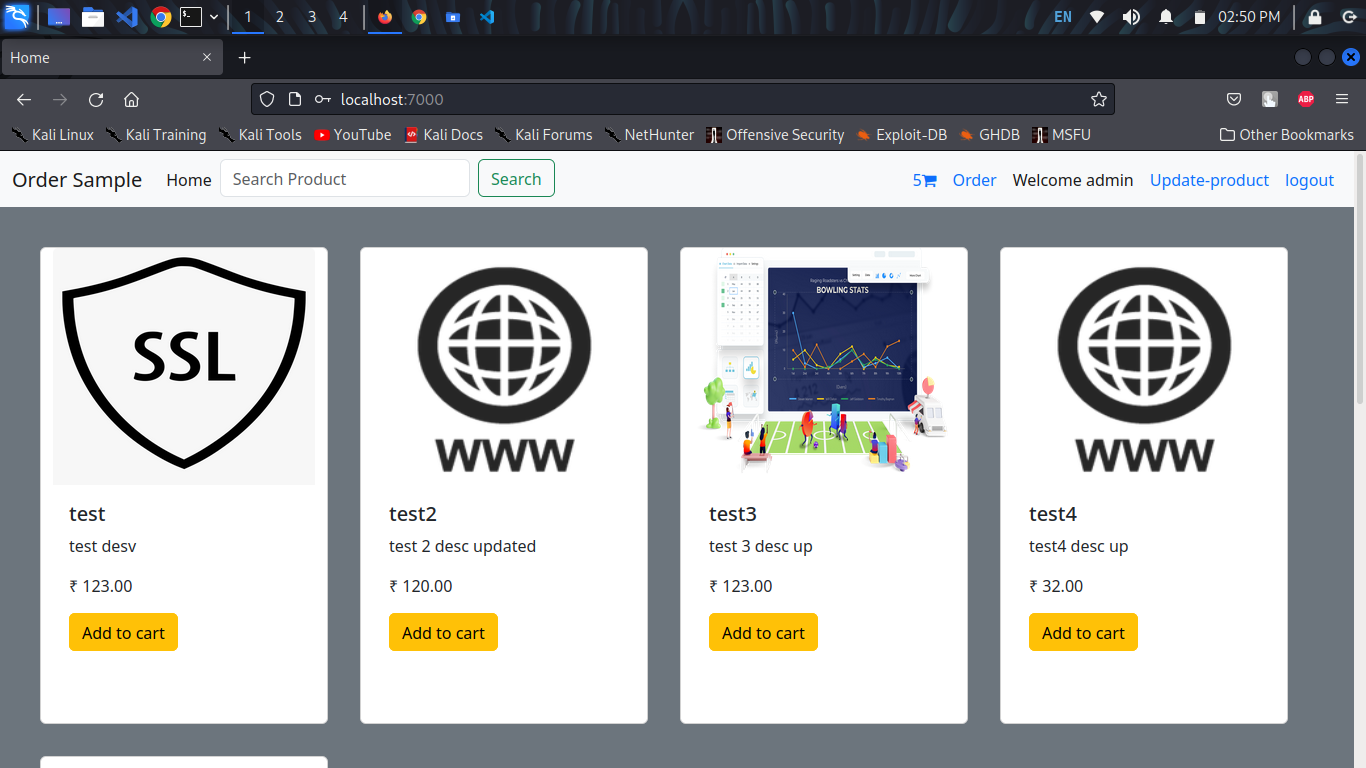 1 2 3 4 EN 02:50 PM
Home
localhost:7000 ABP
Kali Linux Kali Training Kali Tools YouTube Kali Docs Kali Forums NetHunter Offensive Security Exploit-DB GHDB MSFU Other Bookmarks
Order Sample Home Search Product Search 5 Order Welcome admin Update-product logout
SSL
WWW
BOWLING STATS
WWW
test
test desv
₹ 123.00
Add to cart
test2
test 2 desc updated
₹ 120.00
Add to cart
test3
test 3 desc up
₹ 123.00
Add to cart
test4
test4 desc up
₹ 32.00
Add to cart